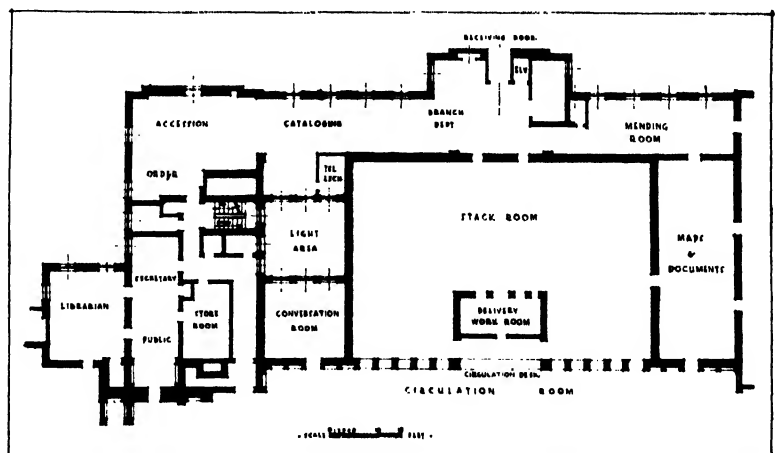 RECEIVING ROOM
ELV
ACCESSION
CATALOGING
BRANCH
DEPT
MENDING
ROOM
ORDER
TEL
STACK ROOM
LIGHT
AREA
MAPS
&
DOCUMENTS
SECRETARY
LIBRARIAN
STORE
ROOM
CONVERSATION
ROOM
DELIVERY
WORK ROOM
PUBLIC
CIRCULATION DESK
CIRCULATION ROOM
SCALE
FEET